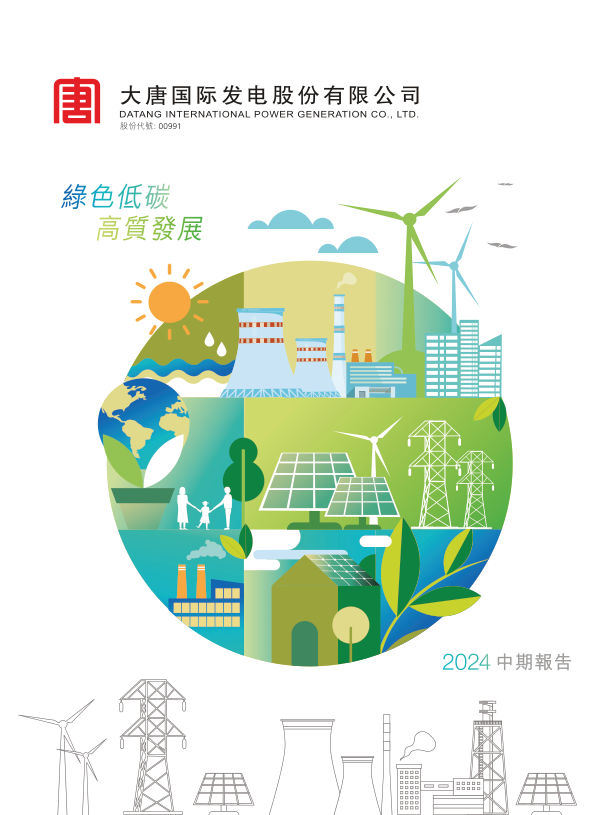 唐
大唐国际发电股份有限公司
DATANG INTERNATIONAL POWER GENERATION CO., LTD.
股份代號: 00991
綠色低碳
高質發展
2024 中期報告